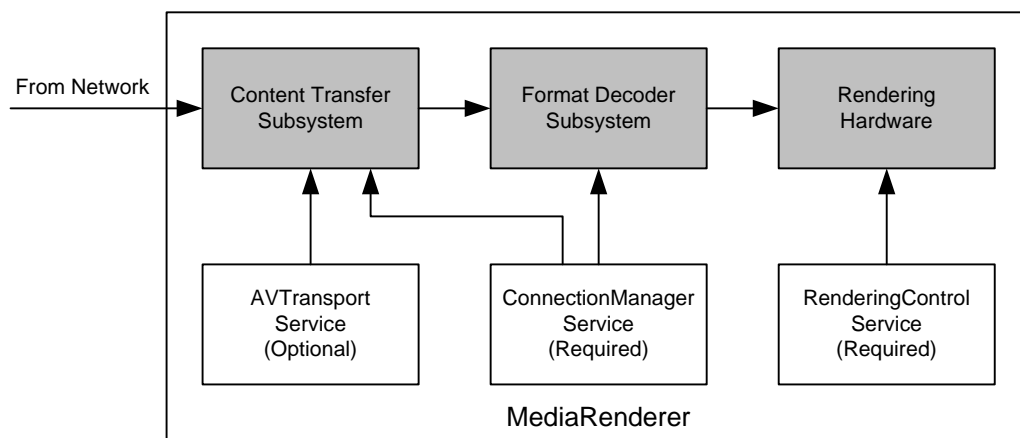 From Network
Content Transfer
Subsystem
Format Decoder
Subsystem
Rendering
Hardware
AVTransport
Service
(Optional)
ConnectionManager
Service
(Required)
RenderingControl
Service
(Required)
MediaRenderer